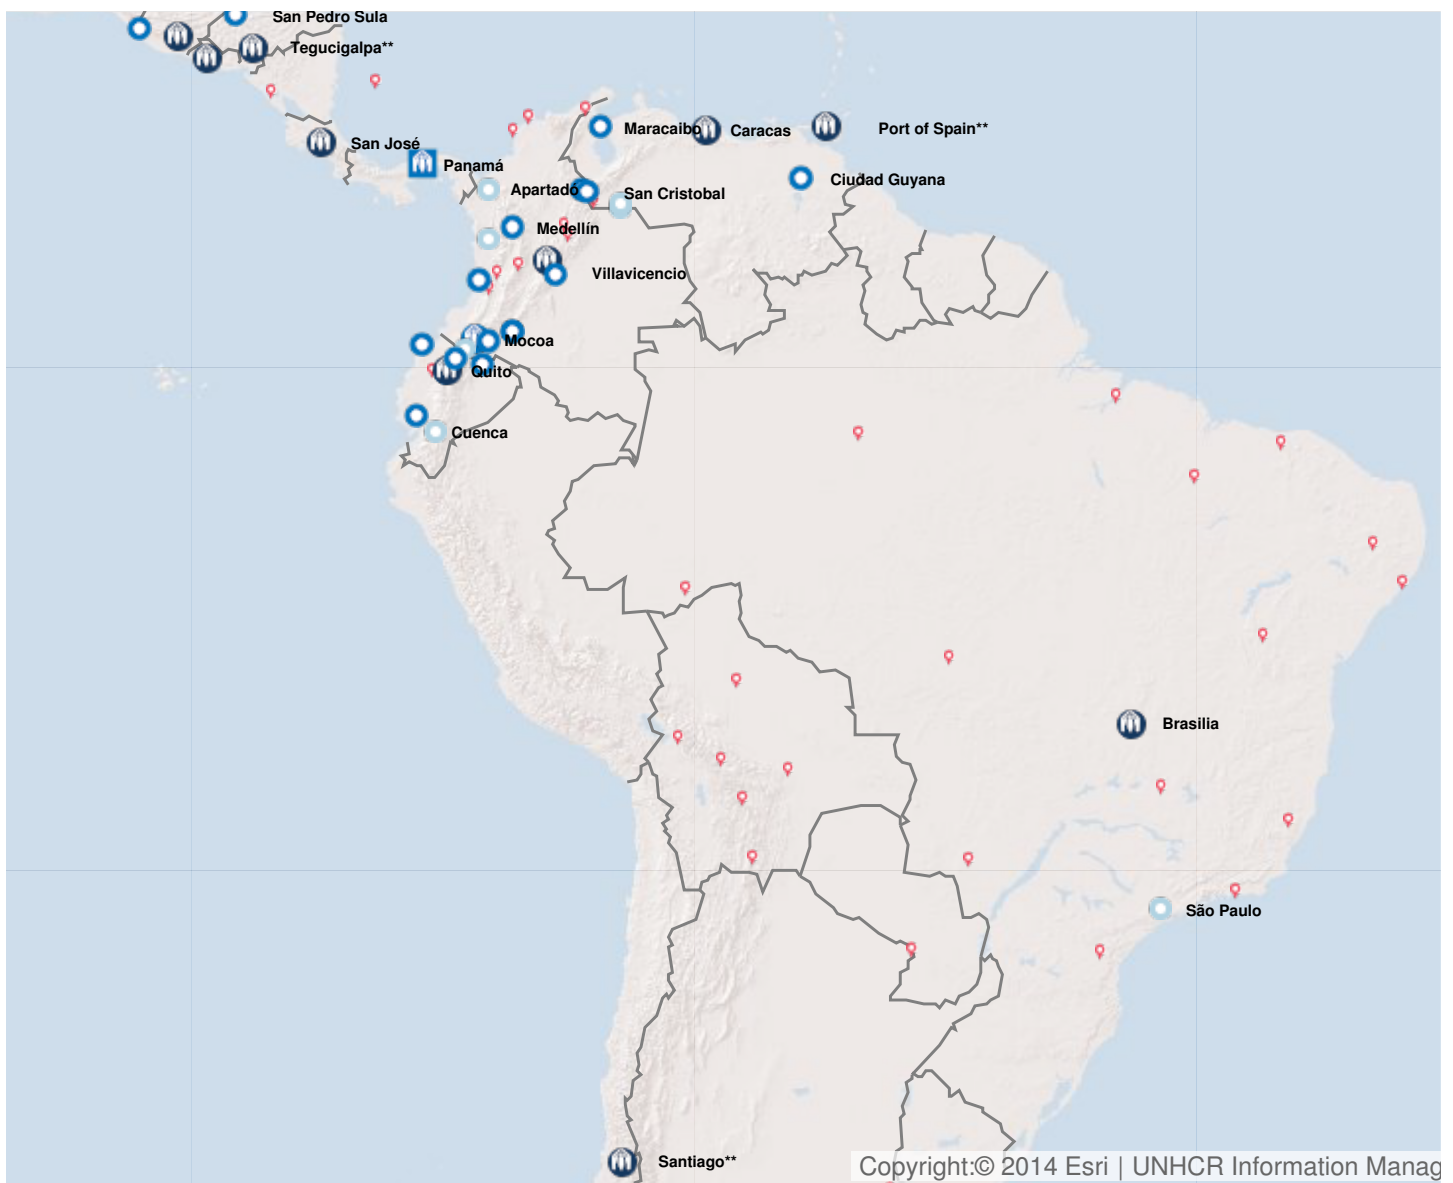 San Pedro Sula
Tegucigalpa**
San José
Panamá
Maracaibo
Caracas
Port of Spain**
Apartadó
San Cristobal
Ciudad Guyana
Medellín
Villavicencio
Mocoa
Quito
Cuenca
Brasilia
São Paulo
Santiago**
Copyright:© 2014 Esri | UNHCR Information Manag